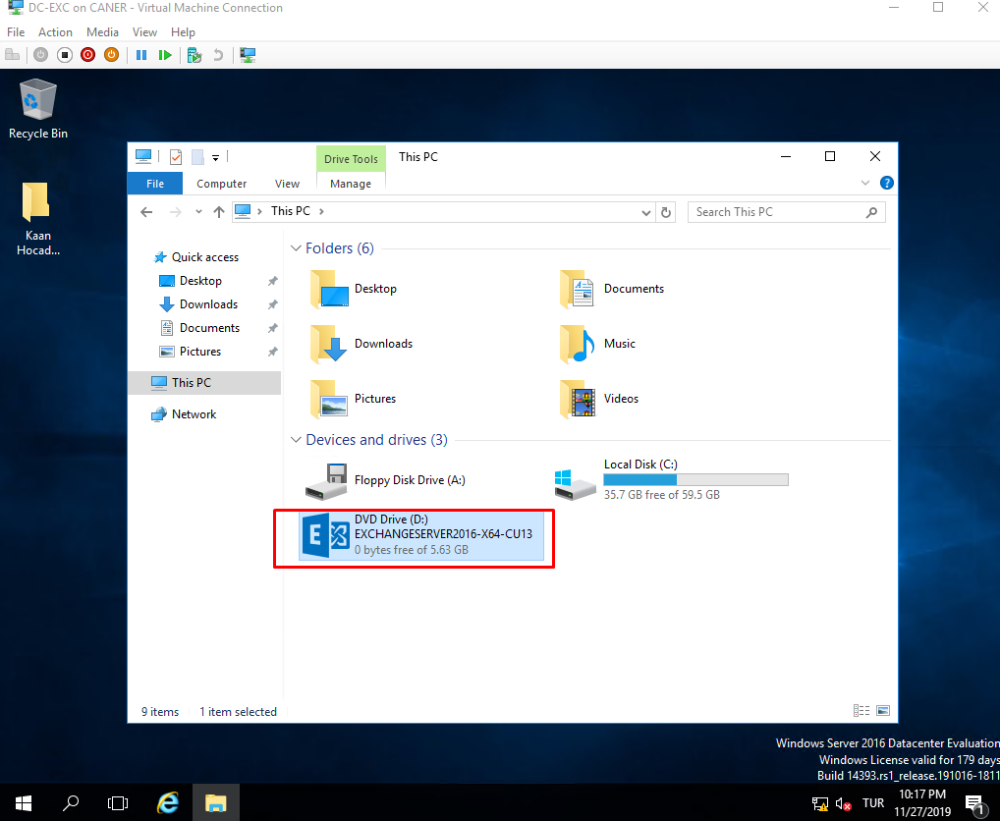 DC-EXC on CANER - Virtual Machine Connection
File Action Media View Help
Recycle Bin
Kaan
Hocad...
Drive Tools
This PC
File
Computer
View
Manage
This PC
Search This PC
Quick access
Desktop
Downloads
Documents
Pictures
This PC
Network
Folders (6)
Desktop
Documents
Downloads
Music
Pictures
Videos
Devices and drives (3)
Floppy Disk Drive (A:)
Local Disk (C:)
35.7 GB free of 59.5 GB
DVD Drive (D:)
EXCHANGESERVER2016-X64-CU13
0 bytes free of 5.63 GB
9 items
1 item selected
Windows Server 2016 Datacenter Evaluation
Windows License valid for 179 days
Build 14393.rs1_release.191016-1811
TUR
10:17 PM
11/27/2019
1